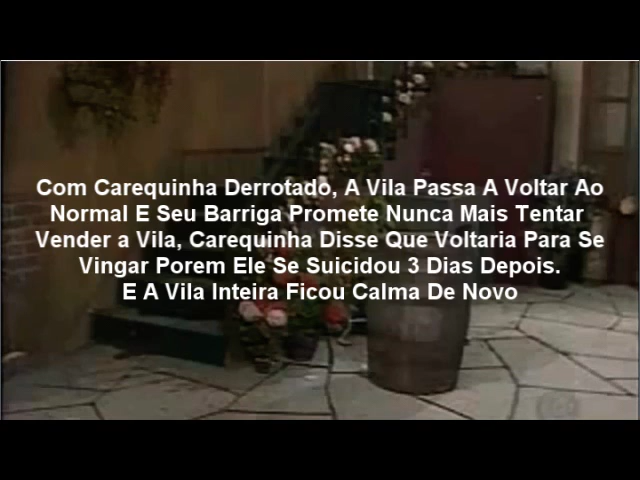 Com Carequinha Derrotado, A Vila Passa A Voltar Ao
Normal E Seu Barriga Promete Nunca Mais Tentar
Vender a Vila, Carequinha Disse Que Voltaria Para Se
Vingar Porem Ele Se Suicidou 3 Dias Depois.
E A Vila Inteira Ficou Calma De Novo